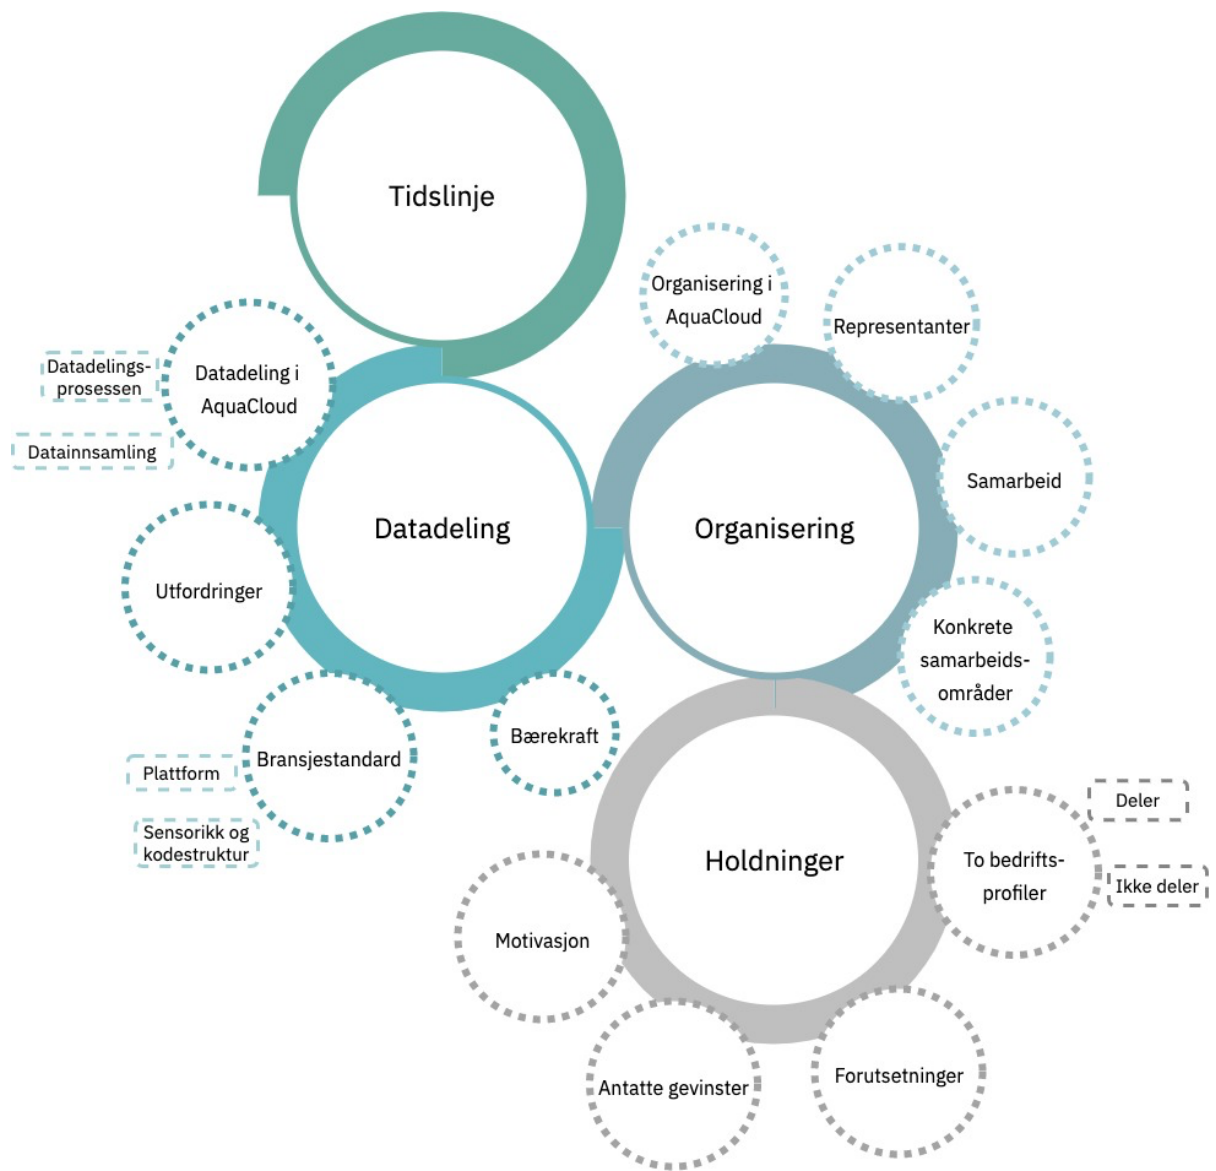 Tidslinje
Organisering i
AquaCloud
Representanter
Datadelings-
prosessen
Datadeling i
AquaCloud
Datainnsamling
Samarbeid
Datadeling
Organisering
Utfordringer
Konkrete
samarbeids-
områder
Bærekraft
Bransjestandard
Plattform
Sensorikk og
kodestruktur
Deler
Holdninger
To bedrifts-
profiler
Ikke deler
Motivasjon
Antatte gevinster
Forutsetninger